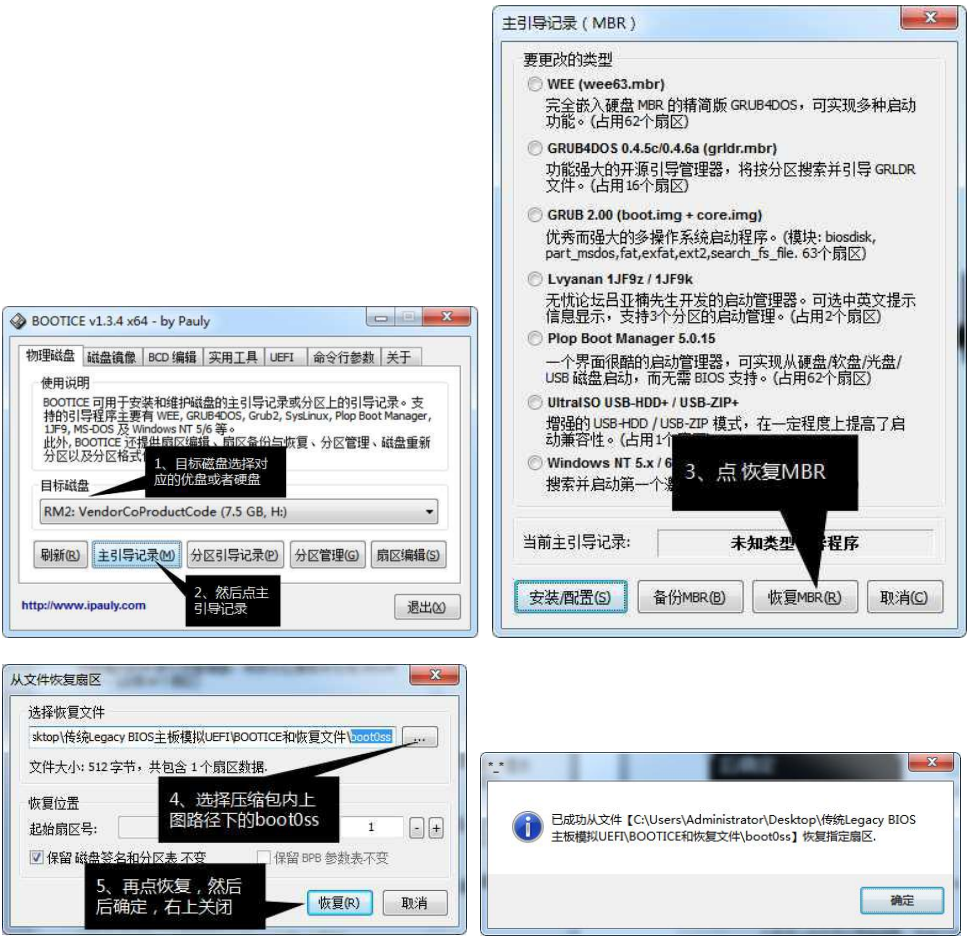 BOOTICE v1.3.4 x64 - by Pauly
物理磁盘 磁盘镜像 BCD 编辑 实用工具 UEFI 命令行参数 关于
使用说明
BOOTICE 可用于安装和维护磁盘的主引导记录或分区上的引导记录。支
持的引导程序主要有 WEE, GRUB4DOS, Grub2, SysLinux, Plop Boot Manager,
1JF9, MS-DOS 及 Windows NT 5/6 等。
此外, BOOTICE 还提供扇区编辑、扇区备份与恢复、分区管理、磁盘重新
分区以及分区格式
1、目标磁盘选择对
应的优盘或者硬盘
目标磁盘
RM2: VendorCoProductCode (7.5 GB, H:)
刷新(R) 主引导记录(M) 分区引导记录(P) 分区管理(G) 扇区编辑(S)
2、然后点主
引导记录
http://www.ipauly.com
退出(X)
主引导记录 ( MBR )
要更改的类型
WEE (wee63.mbr)
完全嵌入硬盘 MBR 的精简版 GRUB4DOS，可实现多种启动
功能。(占用62个扇区)
GRUB4DOS 0.4.5c/0.4.6a (grldr.mbr)
功能强大的开源引导管理器，将按分区搜索并引导 GRLDR
文件。(占用16个扇区)
GRUB 2.00 (boot.img + core.img)
优秀而强大的多操作系统启动程序。(模块: biosdisk,
part_msdos,fat,exfat,ext2,search_fs_file. 63个扇区)
Lvyanan 1JF9z / 1JF9k
无忧论坛吕亚楠先生开发的启动管理器。可选中英文提示
信息显示，支持3个分区的启动管理。(占用2个扇区)
Plop Boot Manager 5.0.15
一个界面很酷的启动管理器，可实现从硬盘/软盘/光盘/
USB 磁盘启动，而无需 BIOS 支持。(占用62个扇区)
UltraISO USB-HDD+ / USB-ZIP+
增强的 USB-HDD / USB-ZIP 模式，在一定程度上提高了启
动兼容性。(占用1个扇区)
Windows NT 5.x / 6
搜索并启动第一个
3、点 恢复MBR
当前主引导记录:
未知类型 程序
安装/配置(S) 备份MBR(B) 恢复MBR(R) 取消(C)
从文件恢复扇区
选择恢复文件
sktop\传统Legacy BIOS主板模拟UEFI\BOOTICE和恢复文件\boot0ss ...
文件大小: 512 字节，共包含 1 个扇区数据.
4、选择压缩包内上
图路径下的boot0ss
恢复位置
起始扇区号:
1 - +
保留 磁盘签名和分区表 不变 保留 BPB 参数表不变
5、再点恢复，然后
后确定，右上关闭
恢复(R) 取消
*_*
已成功从文件【C:\Users\Administrator\Desktop\传统Legacy BIOS
主板模拟UEFI\BOOTICE和恢复文件\boot0ss】恢复指定扇区.
确定